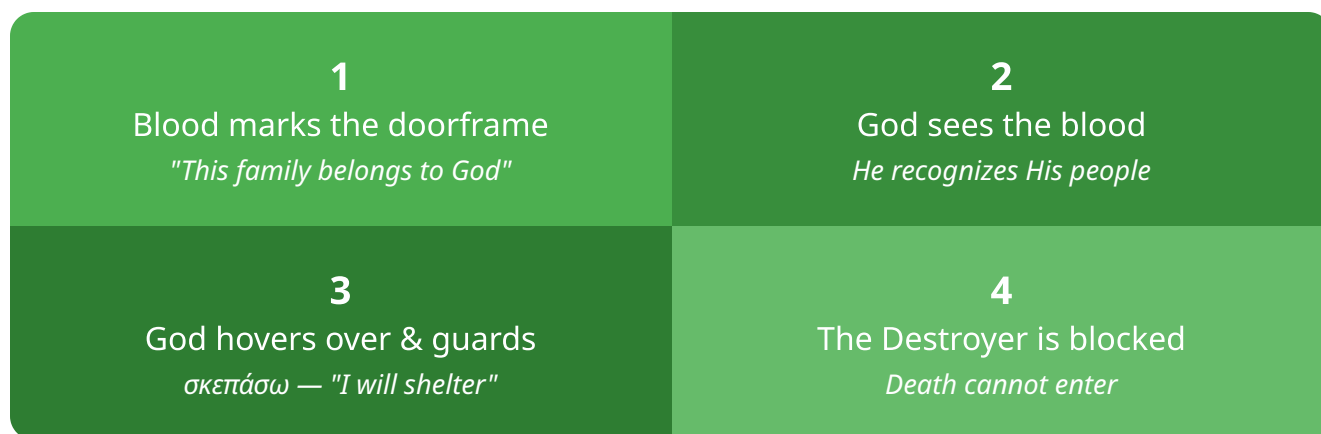 1
Blood marks the doorframe
"This family belongs to God"
2
God sees the blood
He recognizes His people
3
God hovers over & guards
σκεπάσω — "I will shelter"
4
The Destroyer is blocked
Death cannot enter